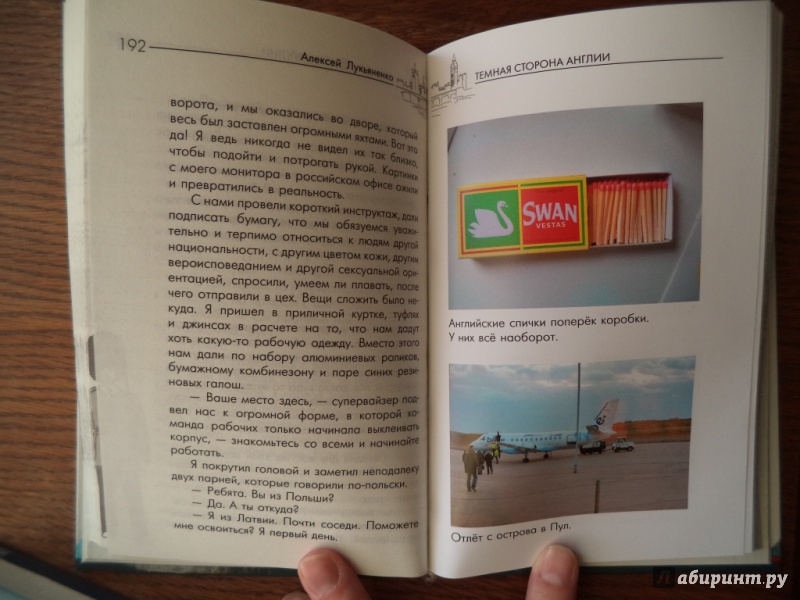 192
Алексей Лукьяненко
ворота, и мы оказались во дворе, который
весь был заставлен огромными яхтами. Вот это
да! Я ведь никогда не видел их так близко,
чтобы подойти и потрогать рукой. Картинки
с моего монитора в российском офисе ожили
и превратились в реальность.
С нами провели короткий инструктаж, дали
подписать бумагу, что мы обязуемся уважи-
тельно и терпимо относиться к людям другой
национальности, с другим цветом кожи, другим
вераисповеданием и другой сексуальной ори-
ентацией, спросили, умеем ли плавать, после
чего отправили в цех. Вещи сложить было не-
куда. Я пришел в приличной куртке, туфлях
и джинсах в расчете на то, что нам дадут
хоть какую-то рабочую одежду. Вместо этого
нам дали по набору алюминиевых роликов,
бумажному комбинезону и паре синих рези-
новых галош.
— Ваше место здесь, — супервайзер под-
вел нас к огромной форме, в которой ко-
манда рабочих только начинала выклеивать
корпус, — знакомьтесь со всеми и начинайте
работать.
Я покрутил головой и заметил неподалеку
двух парней, которые говорили по-польски.
— Ребята. Вы из Польши?
— Да. А ты откуда?
— Я из Латвии. Почти соседи. Поможете
мне освоиться? Я первый день.
ТЕМНАЯ СТОРОНА АНГЛИИ
SWAN
VESTAS
Английские спички поперёк коробки.
У них всё наоборот.
Отлёт с острова в Пул.
Лабиринт.ру